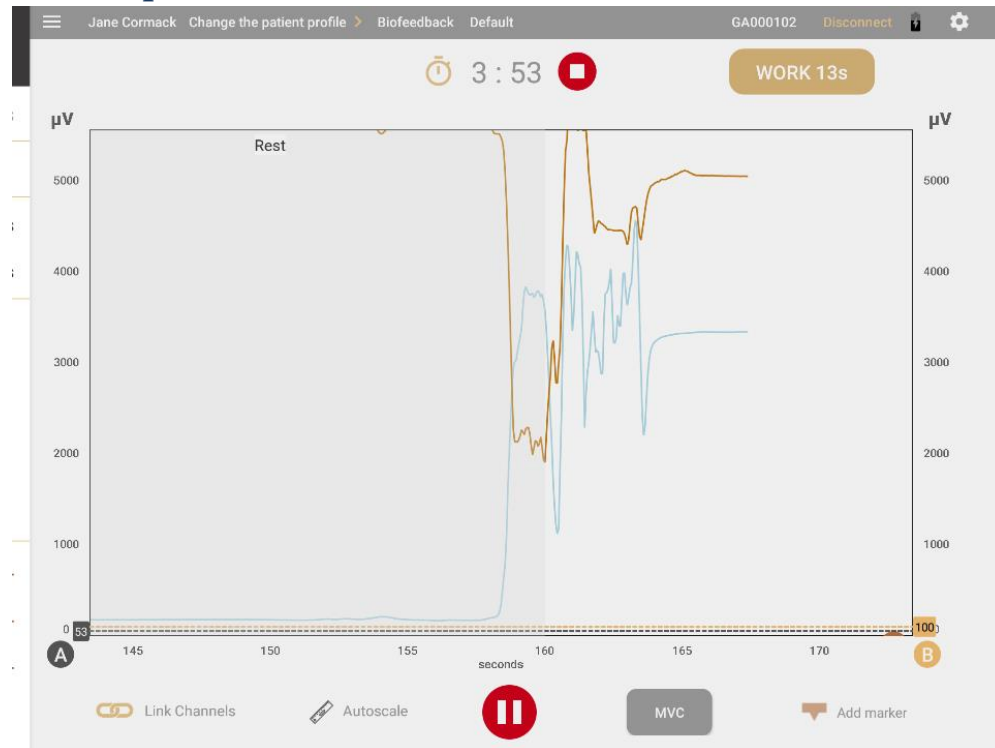 Jane Cormack Change the patient profile > Biofeedback Default GA000102 Disconnect
3 : 53 WORK 13s
µV µV
Rest
5000 5000
4000 4000
3000 3000
2000 2000
1000 1000
0 53 100
A 145 150 155 160 165 170 B
seconds
Link Channels Autoscale MVC Add marker